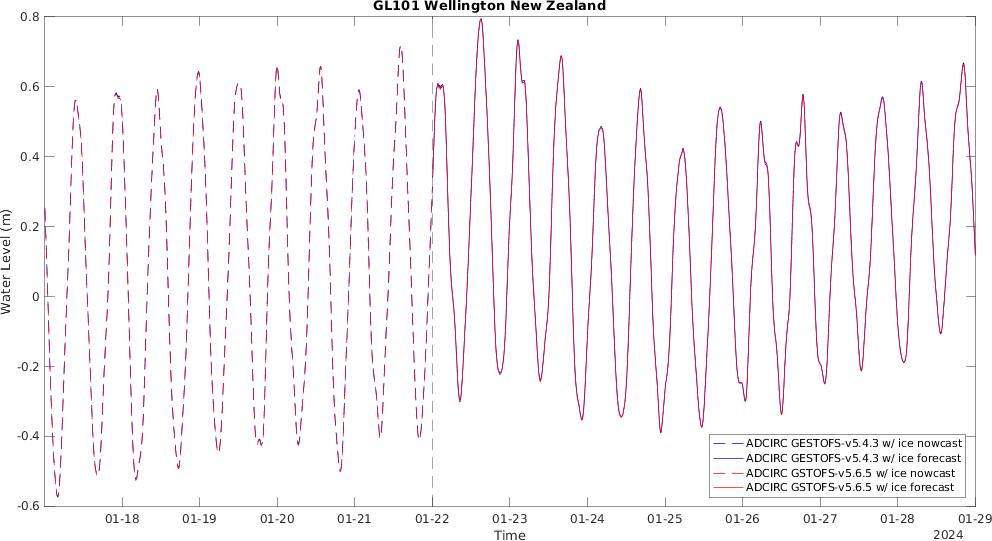 GL101 Wellington New Zealand
0.8
0.6
0.4
0.2
0
-0.2
-0.4
-0.6
Water Level (m)
ADCIRC GESTOFS-v5.4.3 w/ ice nowcast
ADCIRC GESTOFS-v5.4.3 w/ ice forecast
ADCIRC GSTOFS-v5.6.5 w/ ice nowcast
ADCIRC GSTOFS-v5.6.5 w/ ice forecast
01-18 01-19 01-20 01-21 01-22 01-23 01-24 01-25 01-26 01-27 01-28 01-29
Time
2024